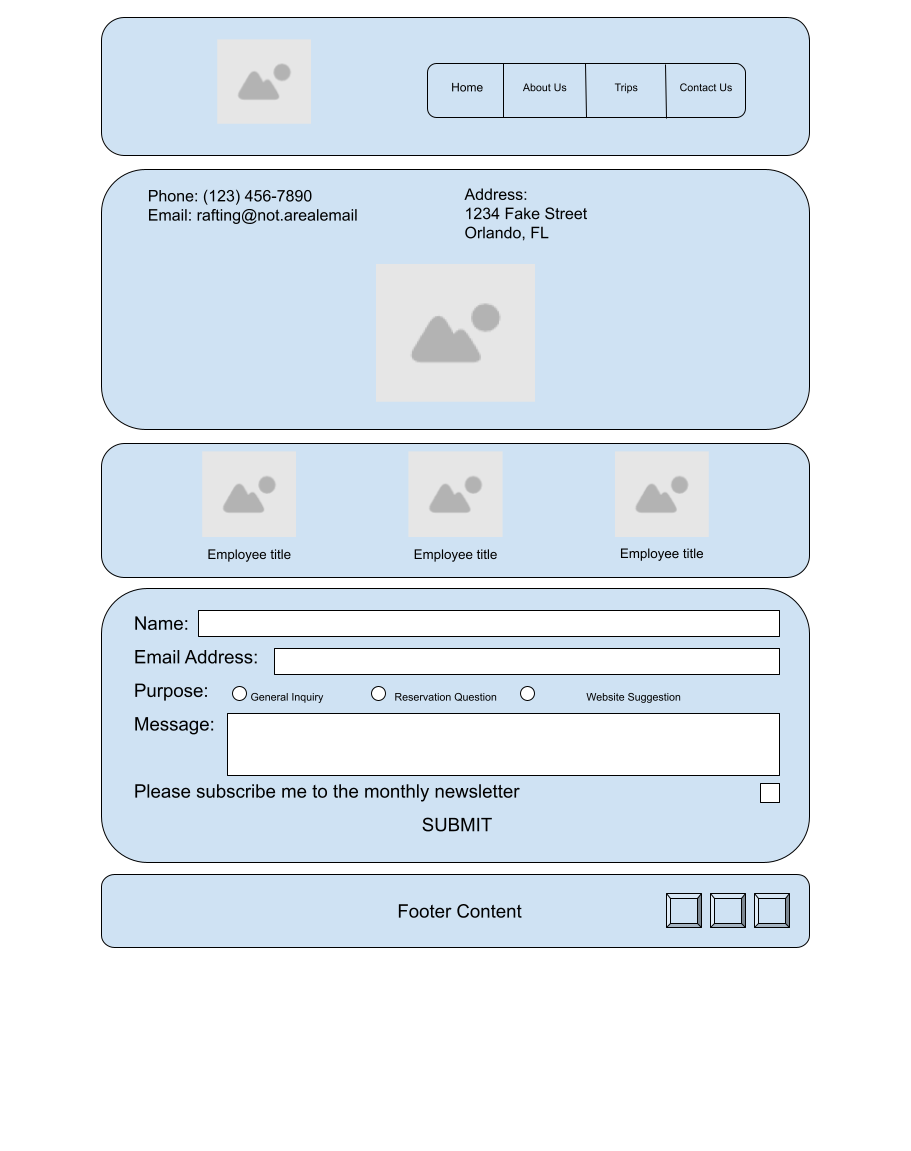 Home
About Us
Trips
Contact Us
Phone: (123) 456-7890
Email: rafting@not.arealemail
Address:
1234 Fake Street
Orlando, FL
Employee title
Employee title
Employee title
Name:
Email Address:
Purpose:
General Inquiry
Reservation Question
Website Suggestion
Message:
Please subscribe me to the monthly newsletter
SUBMIT
Footer Content